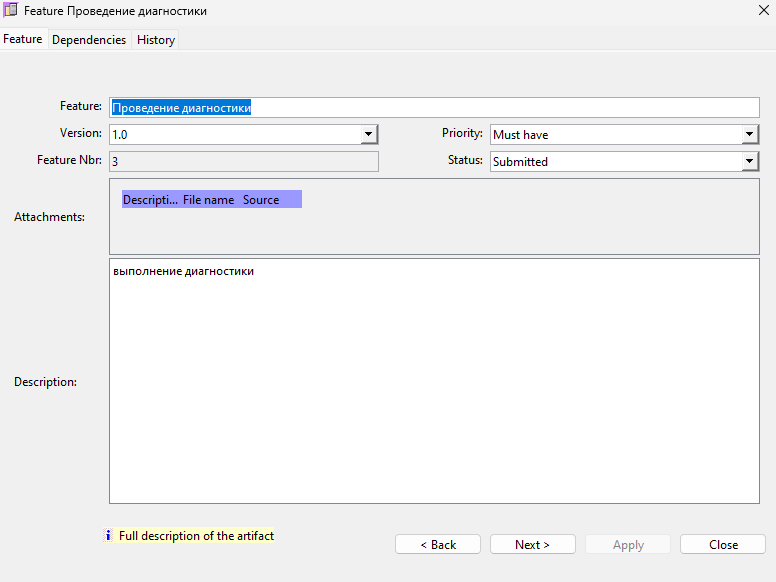 Feature Проведение диагностики
Feature Dependencies History
Feature: Проведение диагностики
Version: 1.0 Priority: Must have
Feature Nbr: 3 Status: Submitted
Attachments: Descripti... File name Source
выполнение диагностики
Description:
i Full description of the artifact
< Back Next > Apply Close